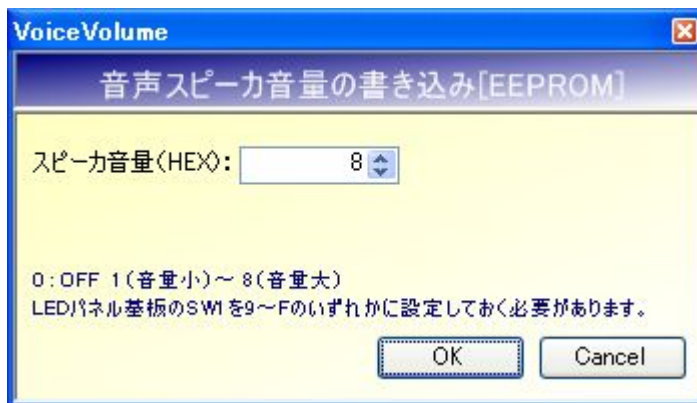 VoiceVolume
音声スピーカ音量の書き込み[EEPROM]
スピーカ音量(HEX): 8
0:OFF 1(音量小)~ 8(音量大)
LEDパネル基板のSW1を9~Fのいずれかに設定しておく必要があります。
OK Cancel